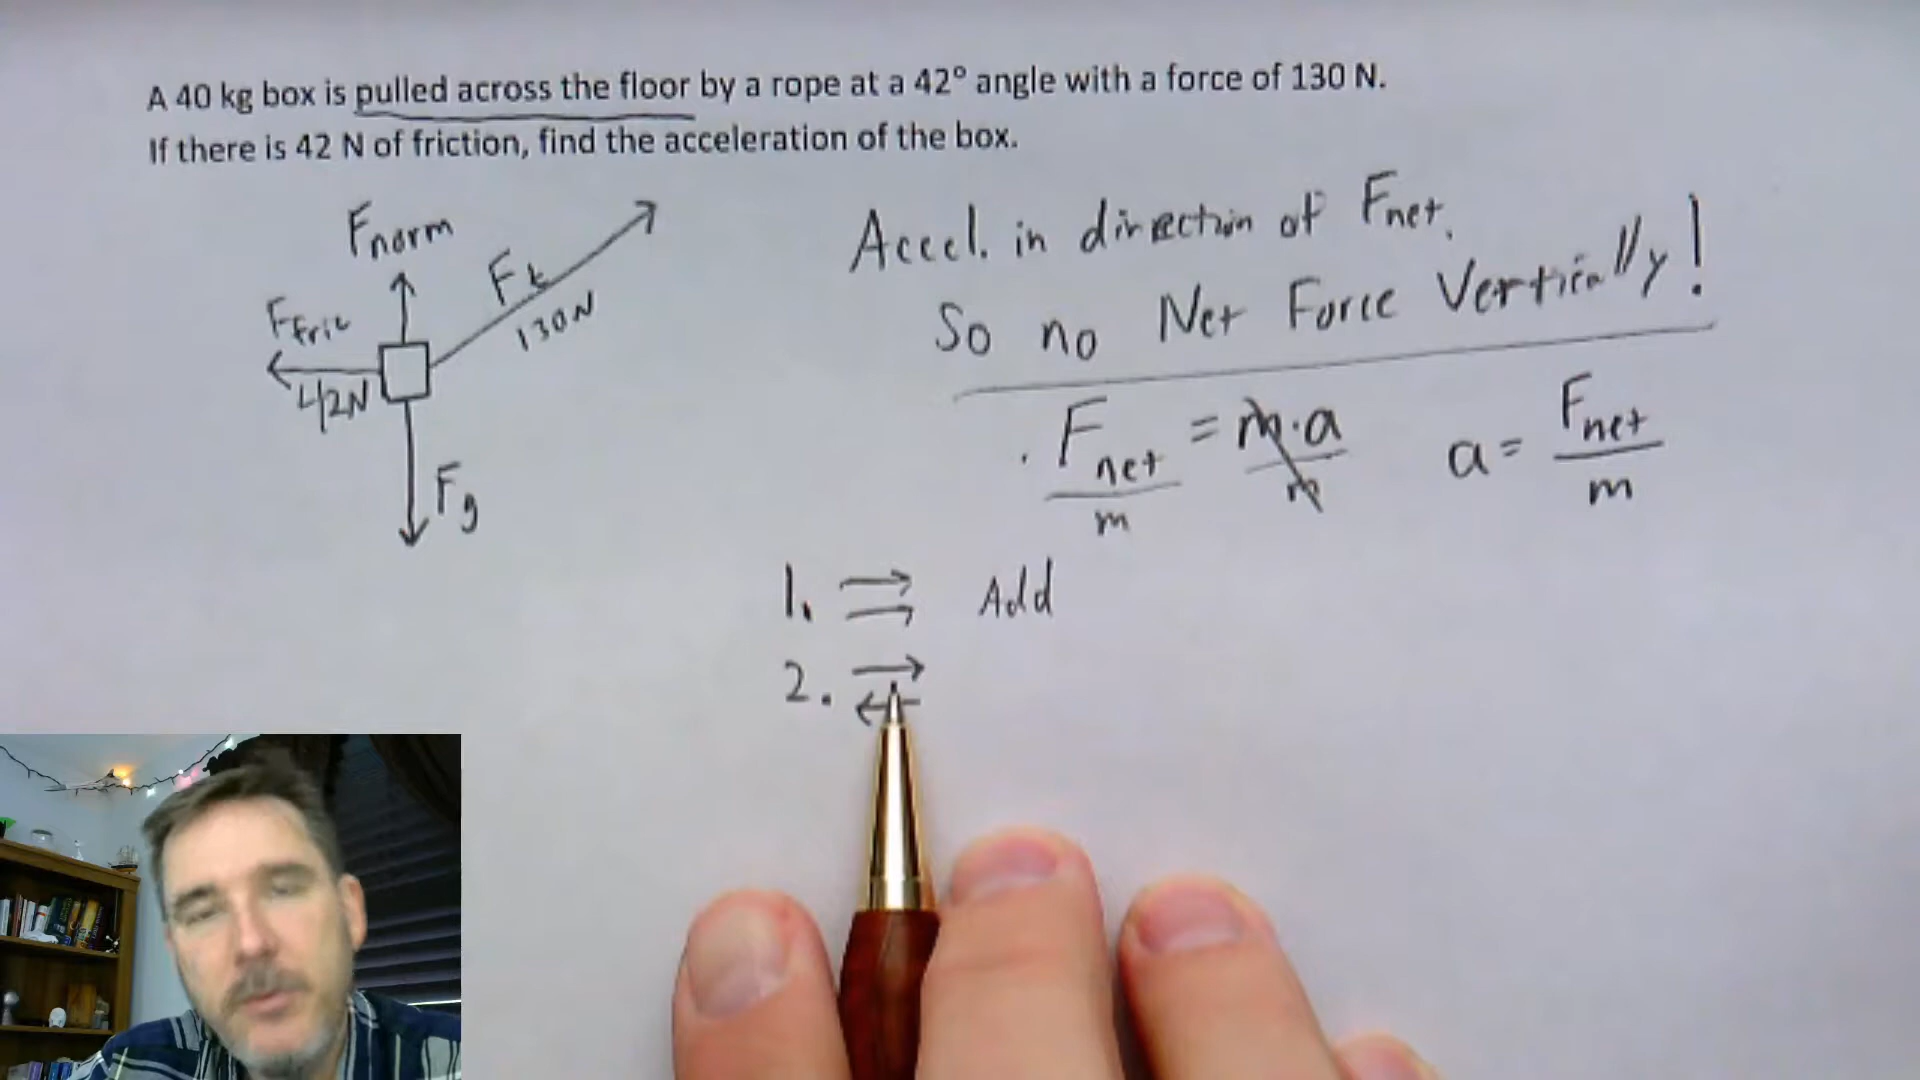 A 40 kg box is pulled across the floor by a rope at a 42° angle with a force of 130 N.
If there is 42 N of friction, find the acceleration of the box.
Fnorm
Ft
130N
Ffric
42N
Fg
Accel. in direction of Fnet.
So no Net Force Vertically!
Fnet = m·a
m m
a = Fnet
m
1. ⇉ Add
2. ⇄